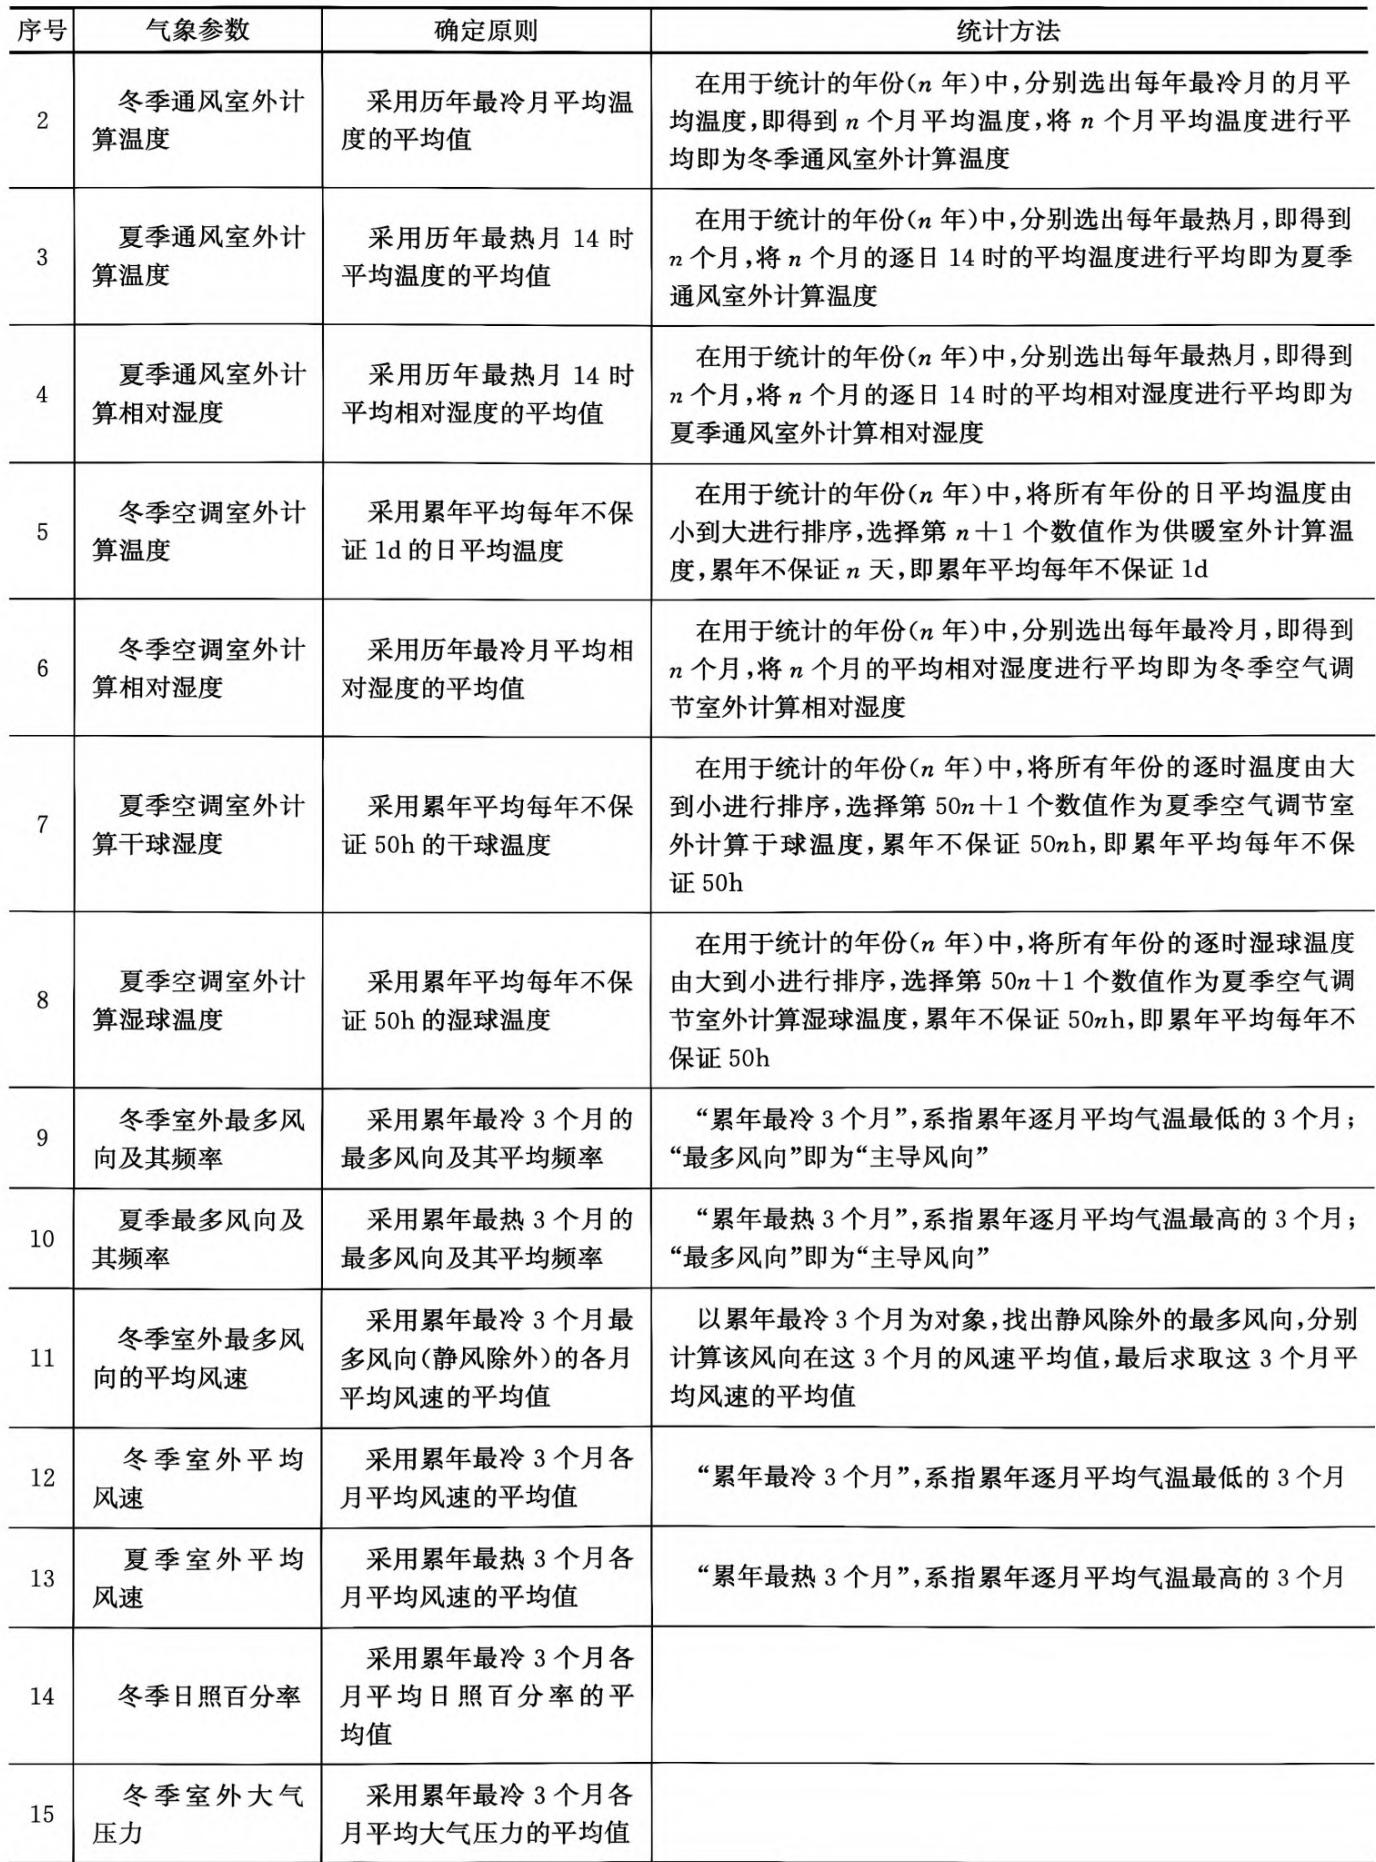 序号 气象参数 确定原则 统计方法
2
冬季通风室外计
算温度
采用历年最冷月平均温
度的平均值
在用于统计的年份(n 年)中,分别选出每年最冷月的月平
均温度,即得到 n 个月平均温度,将 n 个月平均温度进行平
均即为冬季通风室外计算温度
3
夏季通风室外计
算温度
采用历年最热月 14 时
平均温度的平均值
在用于统计的年份(n 年)中,分别选出每年最热月,即得到
n 个月,将 n 个月的逐日 14 时的平均温度进行平均即为夏季
通风室外计算温度
4
夏季通风室外计
算相对湿度
采用历年最热月 14 时
平均相对湿度的平均值
在用于统计的年份(n 年)中,分别选出每年最热月,即得到
n 个月,将 n 个月的逐日 14 时的平均相对湿度进行平均即为
夏季通风室外计算相对湿度
5
冬季空调室外计
算温度
采用累年平均每年不保
证 1d 的日平均温度
在用于统计的年份(n 年)中,将所有年份的日平均温度由
小到大进行排序,选择第 n+1 个数值作为供暖室外计算温
度,累年不保证 n 天,即累年平均每年不保证 1d
6
冬季空调室外计
算相对湿度
采用历年最冷月平均相
对湿度的平均值
在用于统计的年份(n 年)中,分别选出每年最冷月,即得到
n 个月,将 n 个月的平均相对湿度进行平均即为冬季空气调
节室外计算相对湿度
7
夏季空调室外计
算干球湿度
采用累年平均每年不保
证 50h 的干球温度
在用于统计的年份(n 年)中,将所有年份的逐时温度由大
到小进行排序,选择第 50n+1 个数值作为夏季空气调节室
外计算干球温度,累年不保证 50nh,即累年平均每年不保
证 50h
8
夏季空调室外计
算湿球温度
采用累年平均每年不保
证 50h 的湿球温度
在用于统计的年份(n 年)中,将所有年份的逐时湿球温度
由大到小进行排序,选择第 50n+1 个数值作为夏季空气调
节室外计算湿球温度,累年不保证 50nh,即累年平均每年不
保证 50h
9
冬季室外最多风
向及其频率
采用累年最冷 3 个月的
最多风向及其平均频率
“累年最冷 3 个月”,系指累年逐月平均气温最低的 3 个月;
“最多风向”即为“主导风向”
10
夏季最多风向及
其频率
采用累年最热 3 个月的
最多风向及其平均频率
“累年最热 3 个月”,系指累年逐月平均气温最高的 3 个月;
“最多风向”即为“主导风向”
11
冬季室外最多风
向的平均风速
采用累年最冷 3 个月最
多风向(静风除外)的各月
平均风速的平均值
以累年最冷 3 个月为对象,找出静风除外的最多风向,分别
计算该风向在这 3 个月的风速平均值,最后求取这 3 个月平
均风速的平均值
12
冬季室外平均
风速
采用累年最冷 3 个月各
月平均风速的平均值
“累年最冷 3 个月”,系指累年逐月平均气温最低的 3 个月
13
夏季室外平均
风速
采用累年最热 3 个月各
月平均风速的平均值
“累年最热 3 个月”,系指累年逐月平均气温最高的 3 个月
14
冬季日照百分率
采用累年最冷 3 个月各
月平均日照百分率的平
均值
15
冬季室外大气
压力
采用累年最冷 3 个月各
月平均大气压力的平均值